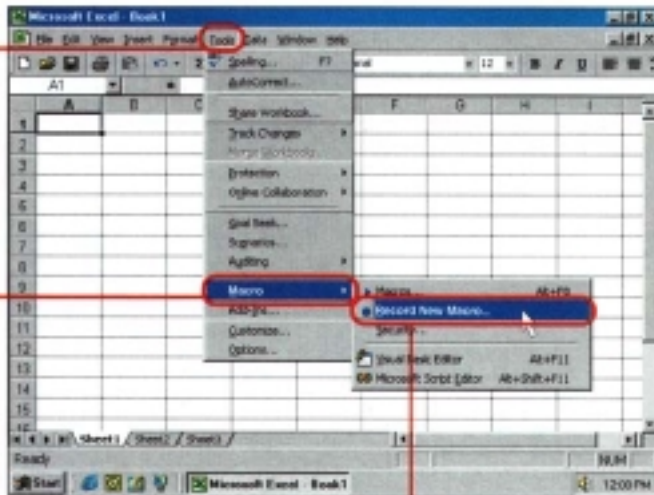 Microsoft Excel - Book1
File Edit View Insert Format Tools Data Window Help
12 B I U
A1
A B C F G H I
Spelling... F7
AutoCorrect...
Share Workbook...
Track Changes
Merge Workbooks...
Protection
Online Collaboration
Goal Seek...
Scenarios...
Auditing
Macro
Add-Ins...
Customize...
Options...
Macros... Alt+F8
Record New Macro...
Security...
Visual Basic Editor Alt+F11
Microsoft Script Editor Alt+Shift+F11
1
2
3
4
5
6
7
8
9
10
11
12
13
14
15
16
Sheet1 Sheet2 Sheet3
Ready NUM
Start Microsoft Excel - Book1 12:00 PM